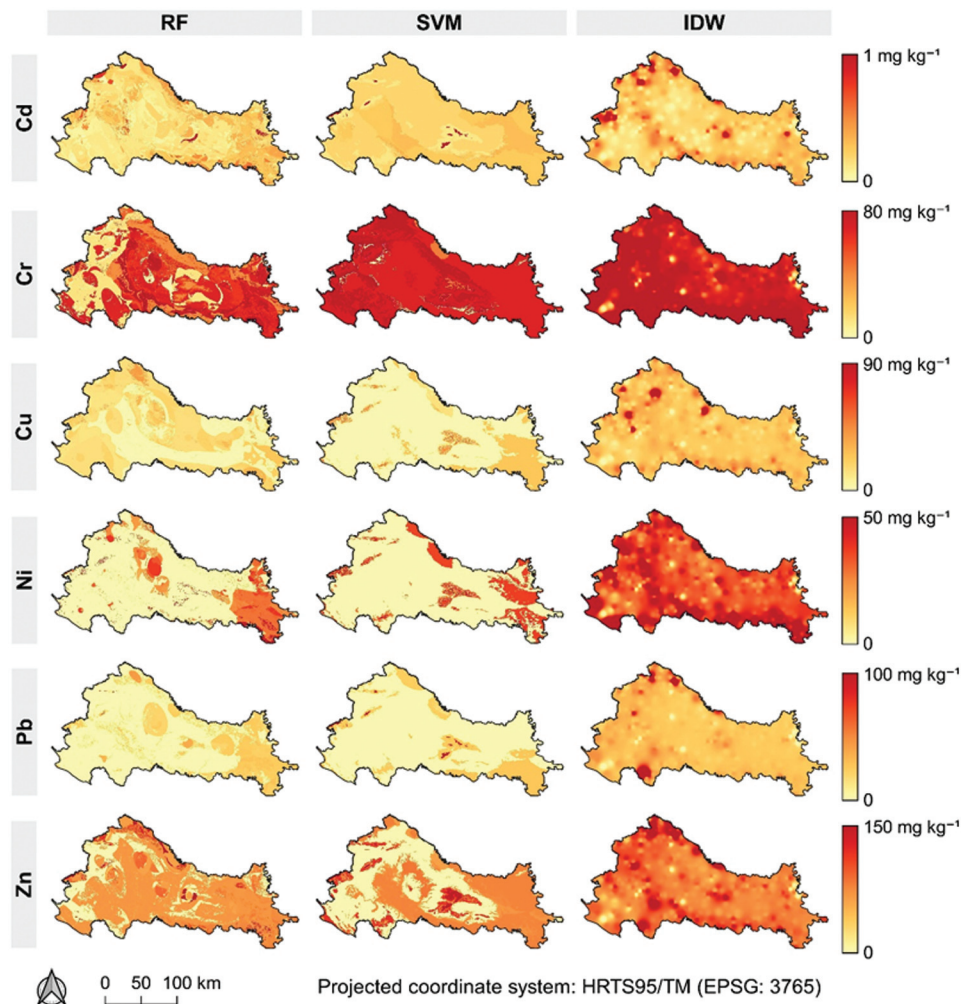 RF SVM IDW
Cd
1 mg kg⁻¹
0
Cr
80 mg kg⁻¹
0
Cu
90 mg kg⁻¹
0
Ni
50 mg kg⁻¹
0
Pb
100 mg kg⁻¹
0
Zn
150 mg kg⁻¹
0
0 50 100 km
Projected coordinate system: HRTS95/TM (EPSG: 3765)